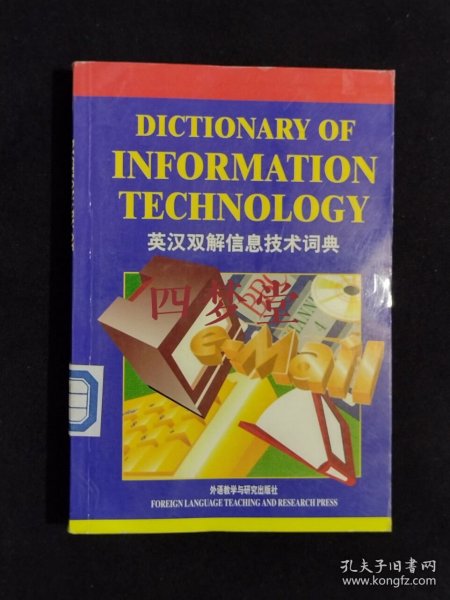 DICTIONARY OF
INFORMATION
TECHNOLOGY
英汉双解信息技术词典
四梦堂
e-Mail
外语教学与研究出版社
FOREIGN LANGUAGE TEACHING AND RESEARCH PRESS
孔夫子旧书网
www.kongfz.com